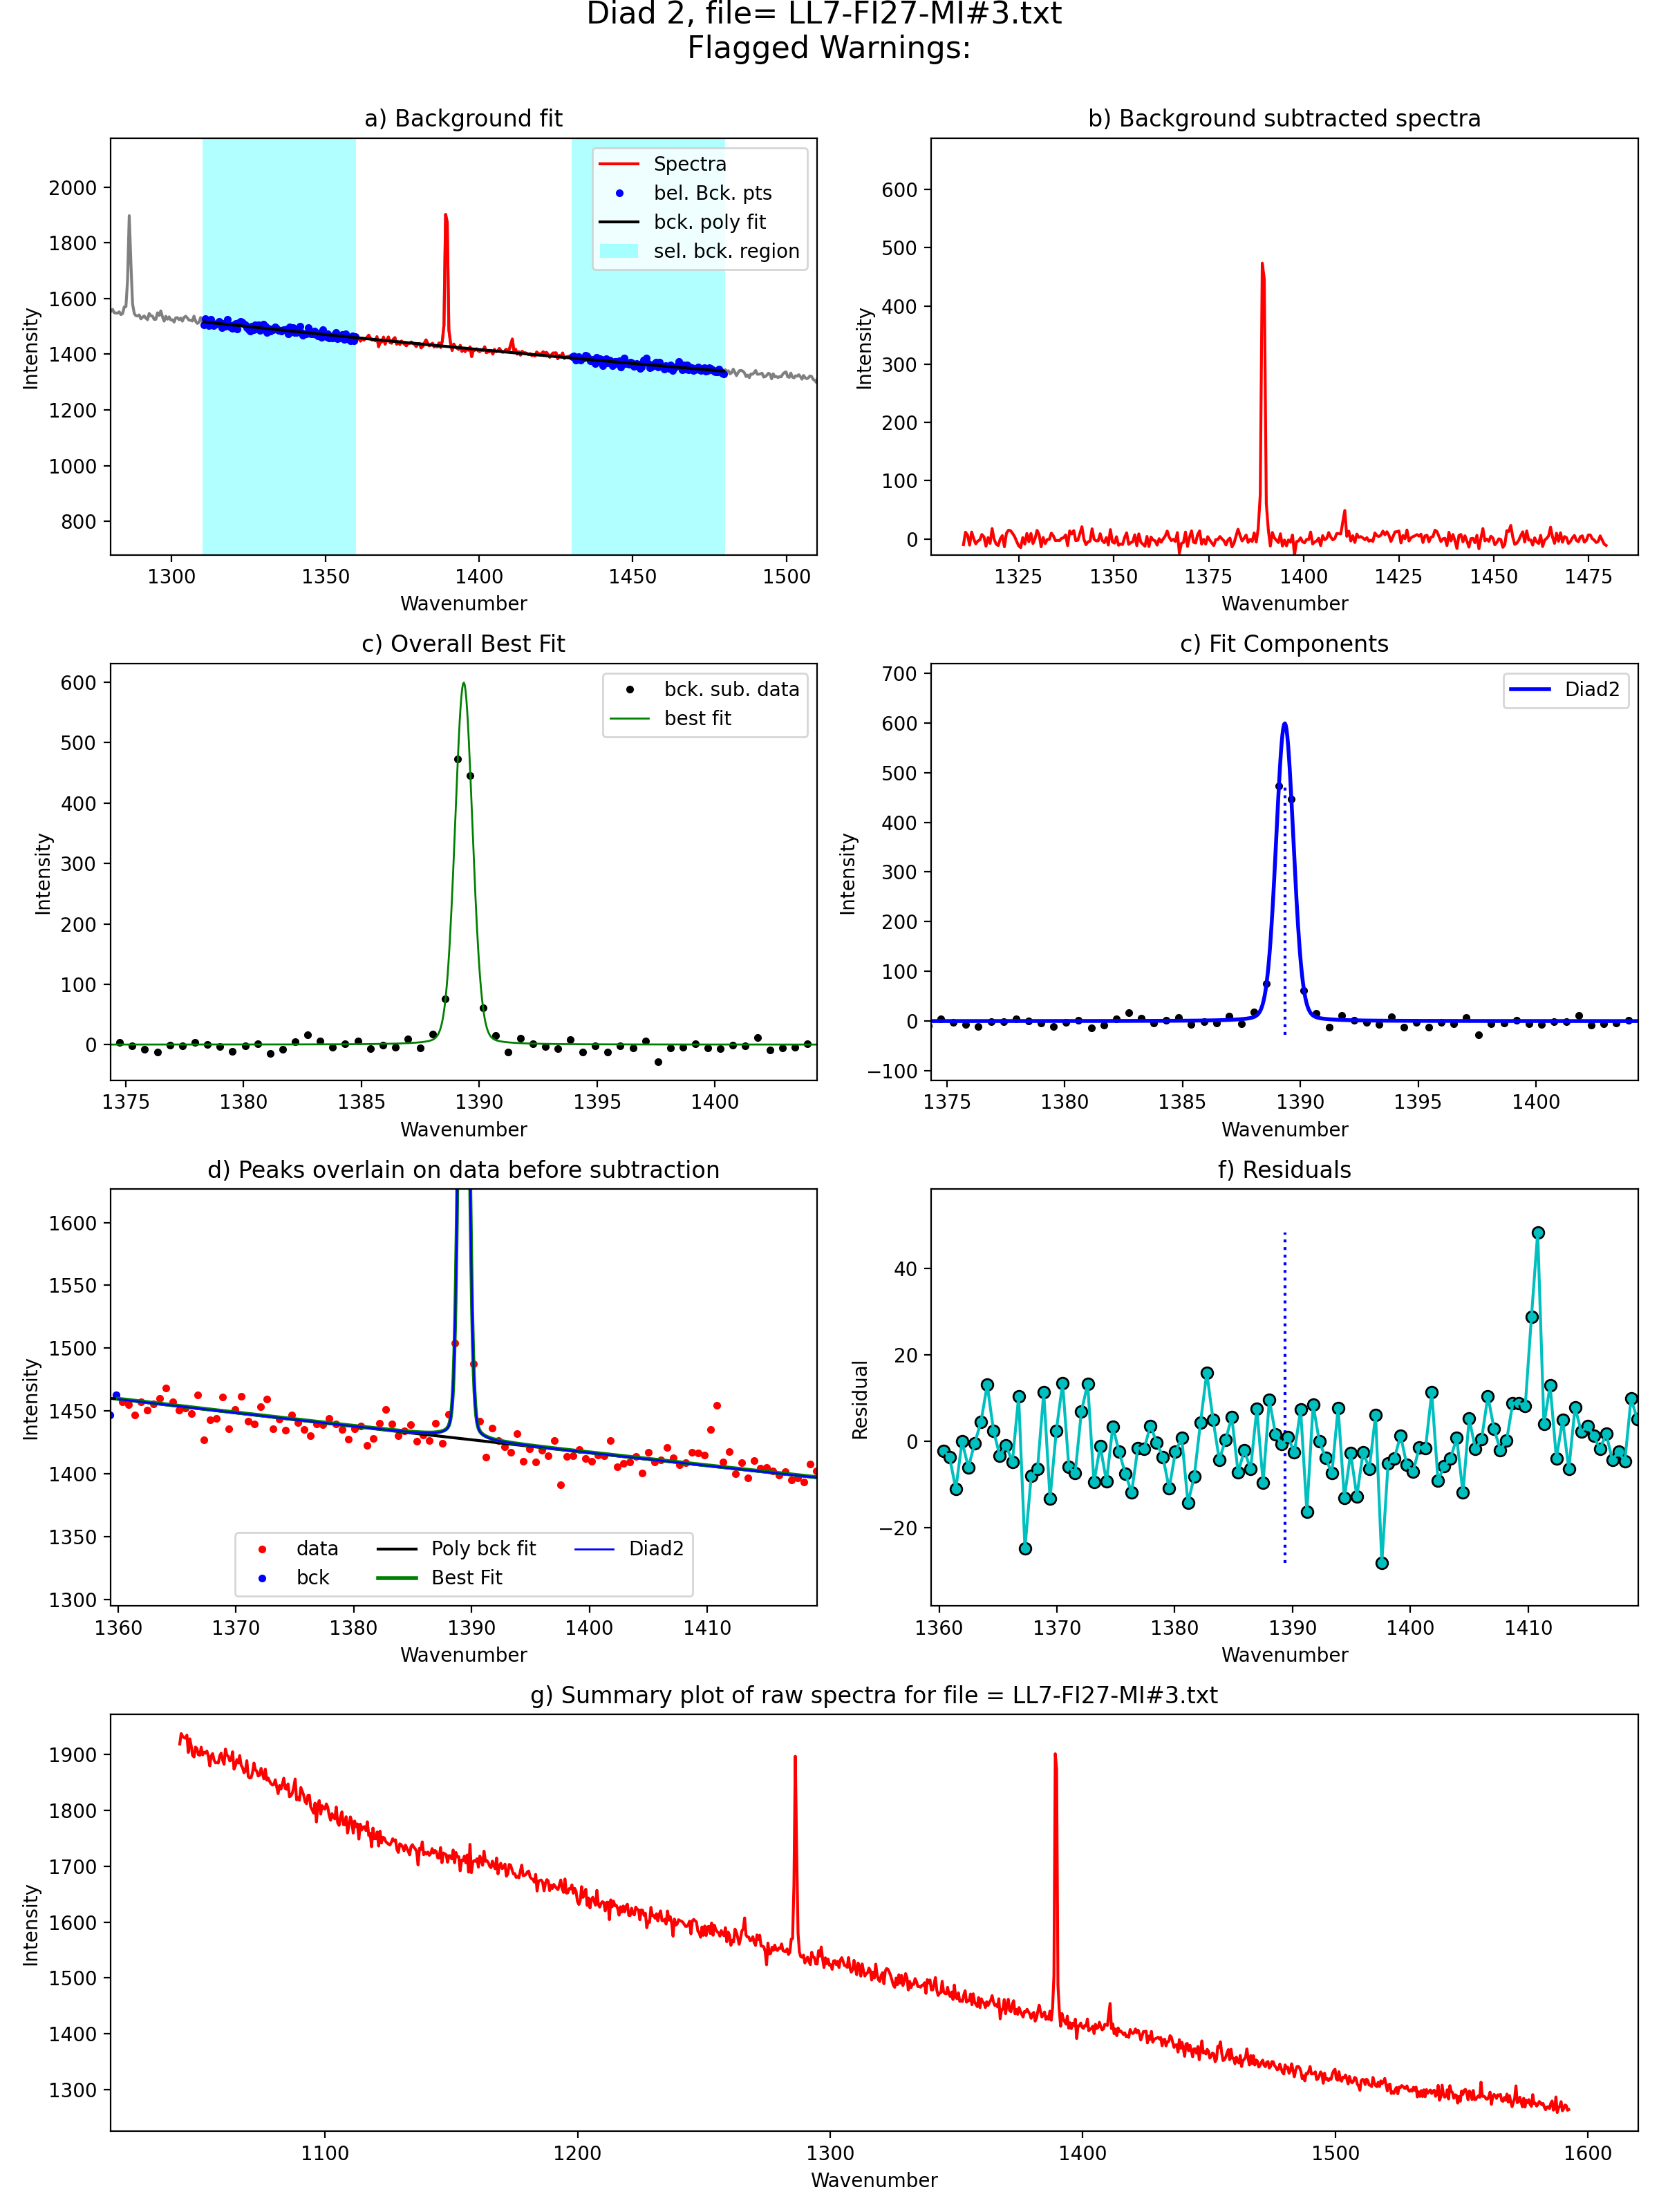 Diad 2, file= LL7-FI27-MI#3.txt
Flagged Warnings:
a) Background fit
Intensity
2000
1800
1600
1400
1200
1000
800
Spectra
bel. Bck. pts
bck. poly fit
sel. bck. region
1300 1350 1400 1450 1500
Wavenumber
b) Background subtracted spectra
Intensity
600
500
400
300
200
100
0
1325 1350 1375 1400 1425 1450 1475
Wavenumber
c) Overall Best Fit
Intensity
600
500
400
300
200
100
0
bck. sub. data
best fit
1375 1380 1385 1390 1395 1400
Wavenumber
c) Fit Components
Intensity
700
600
500
400
300
200
100
0
−100
Diad2
1375 1380 1385 1390 1395 1400
Wavenumber
d) Peaks overlain on data before subtraction
Intensity
1600
1550
1500
1450
1400
1350
1300
data Poly bck fit Diad2
bck Best Fit
1360 1370 1380 1390 1400 1410
Wavenumber
f) Residuals
Residual
40
20
0
−20
1360 1370 1380 1390 1400 1410
Wavenumber
g) Summary plot of raw spectra for file = LL7-FI27-MI#3.txt
Intensity
1900
1800
1700
1600
1500
1400
1300
1100 1200 1300 1400 1500 1600
Wavenumber